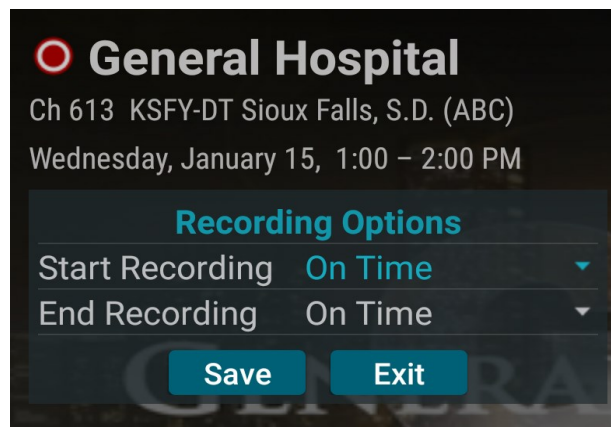 General Hospital
Ch 613 KSFY-DT Sioux Falls, S.D. (ABC)
Wednesday, January 15, 1:00 – 2:00 PM
Recording Options
Start Recording On Time
End Recording On Time
Save Exit
GENERA